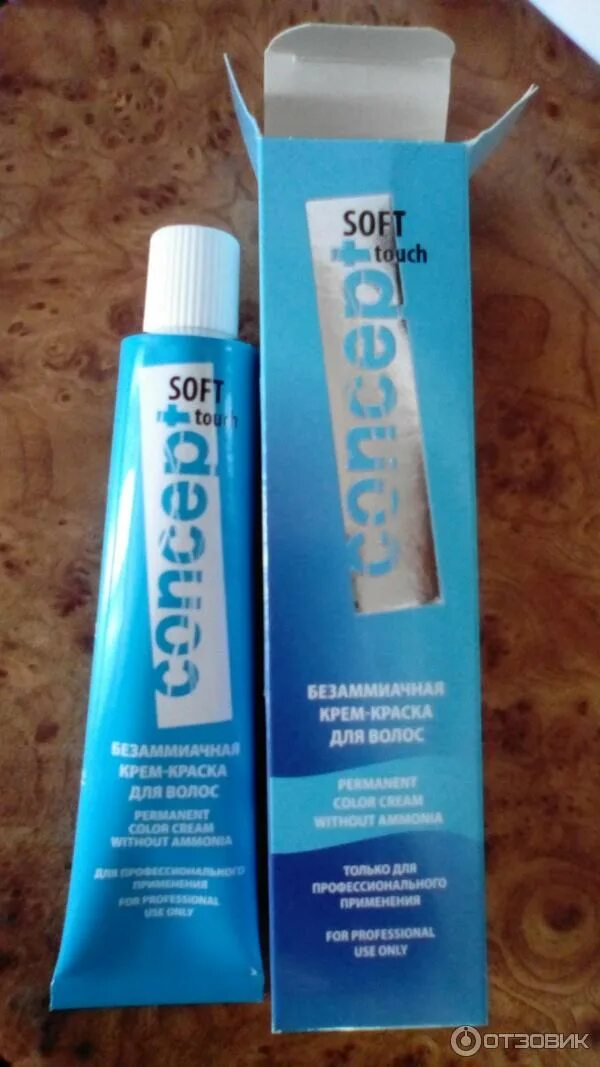 SOFT
touch
concept
БЕЗАММИАЧНАЯ
КРЕМ-КРАСКА
ДЛЯ ВОЛОС
PERMANENT
COLOR CREAM
WITHOUT AMMONIA
ДЛЯ ПРОФЕССИОНАЛЬНОГО
ПРИМЕНЕНИЯ
FOR PROFESSIONAL
USE ONLY
SOFT
touch
concept
БЕЗАММИАЧНАЯ
КРЕМ-КРАСКА
ДЛЯ ВОЛОС
PERMANENT
COLOR CREAM
WITHOUT AMMONIA
ТОЛЬКО ДЛЯ
ПРОФЕССИОНАЛЬНОГО
ПРИМЕНЕНИЯ
FOR PROFESSIONAL
USE ONLY
ОТЗОВИК